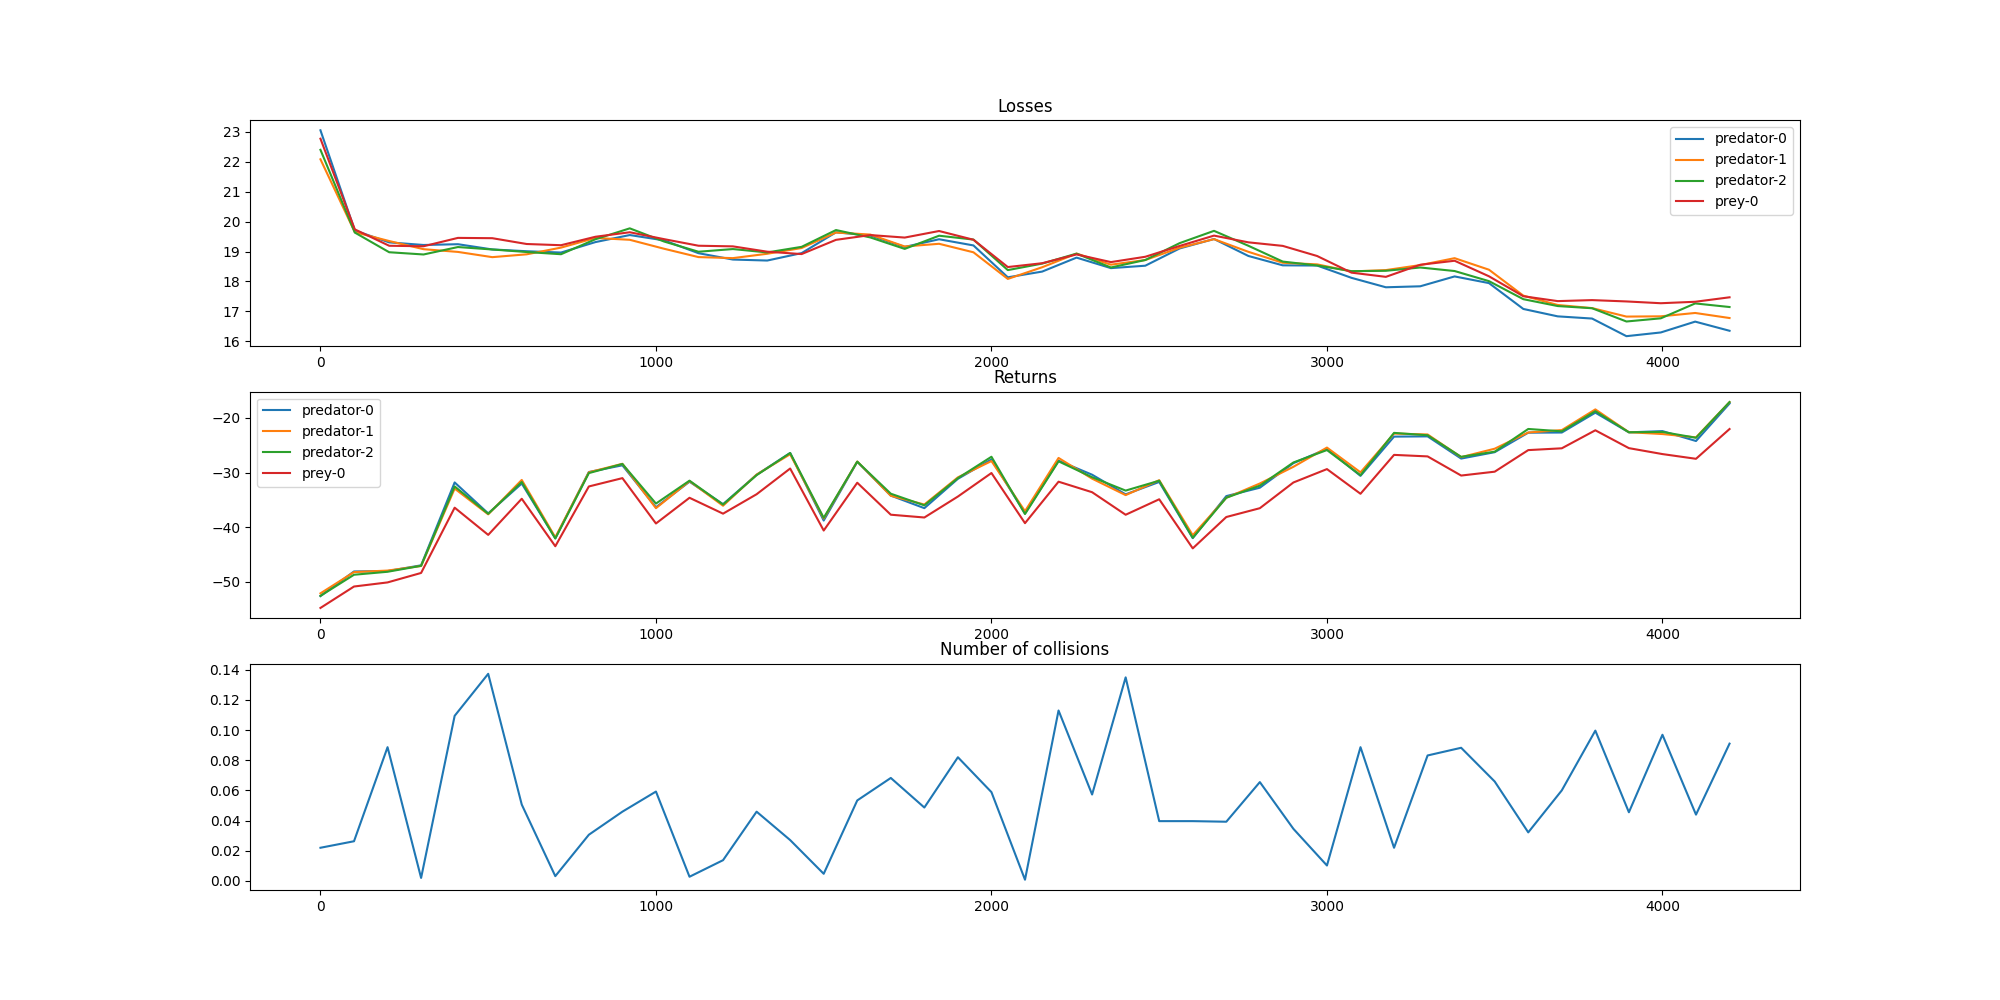 Losses
23
22
21
20
19
18
17
16
predator-0
predator-1
predator-2
prey-0
0 1000 2000 3000 4000
Returns
−20
−30
−40
−50
predator-0
predator-1
predator-2
prey-0
0 1000 2000 3000 4000
Number of collisions
0.14
0.12
0.10
0.08
0.06
0.04
0.02
0.00
0 1000 2000 3000 4000